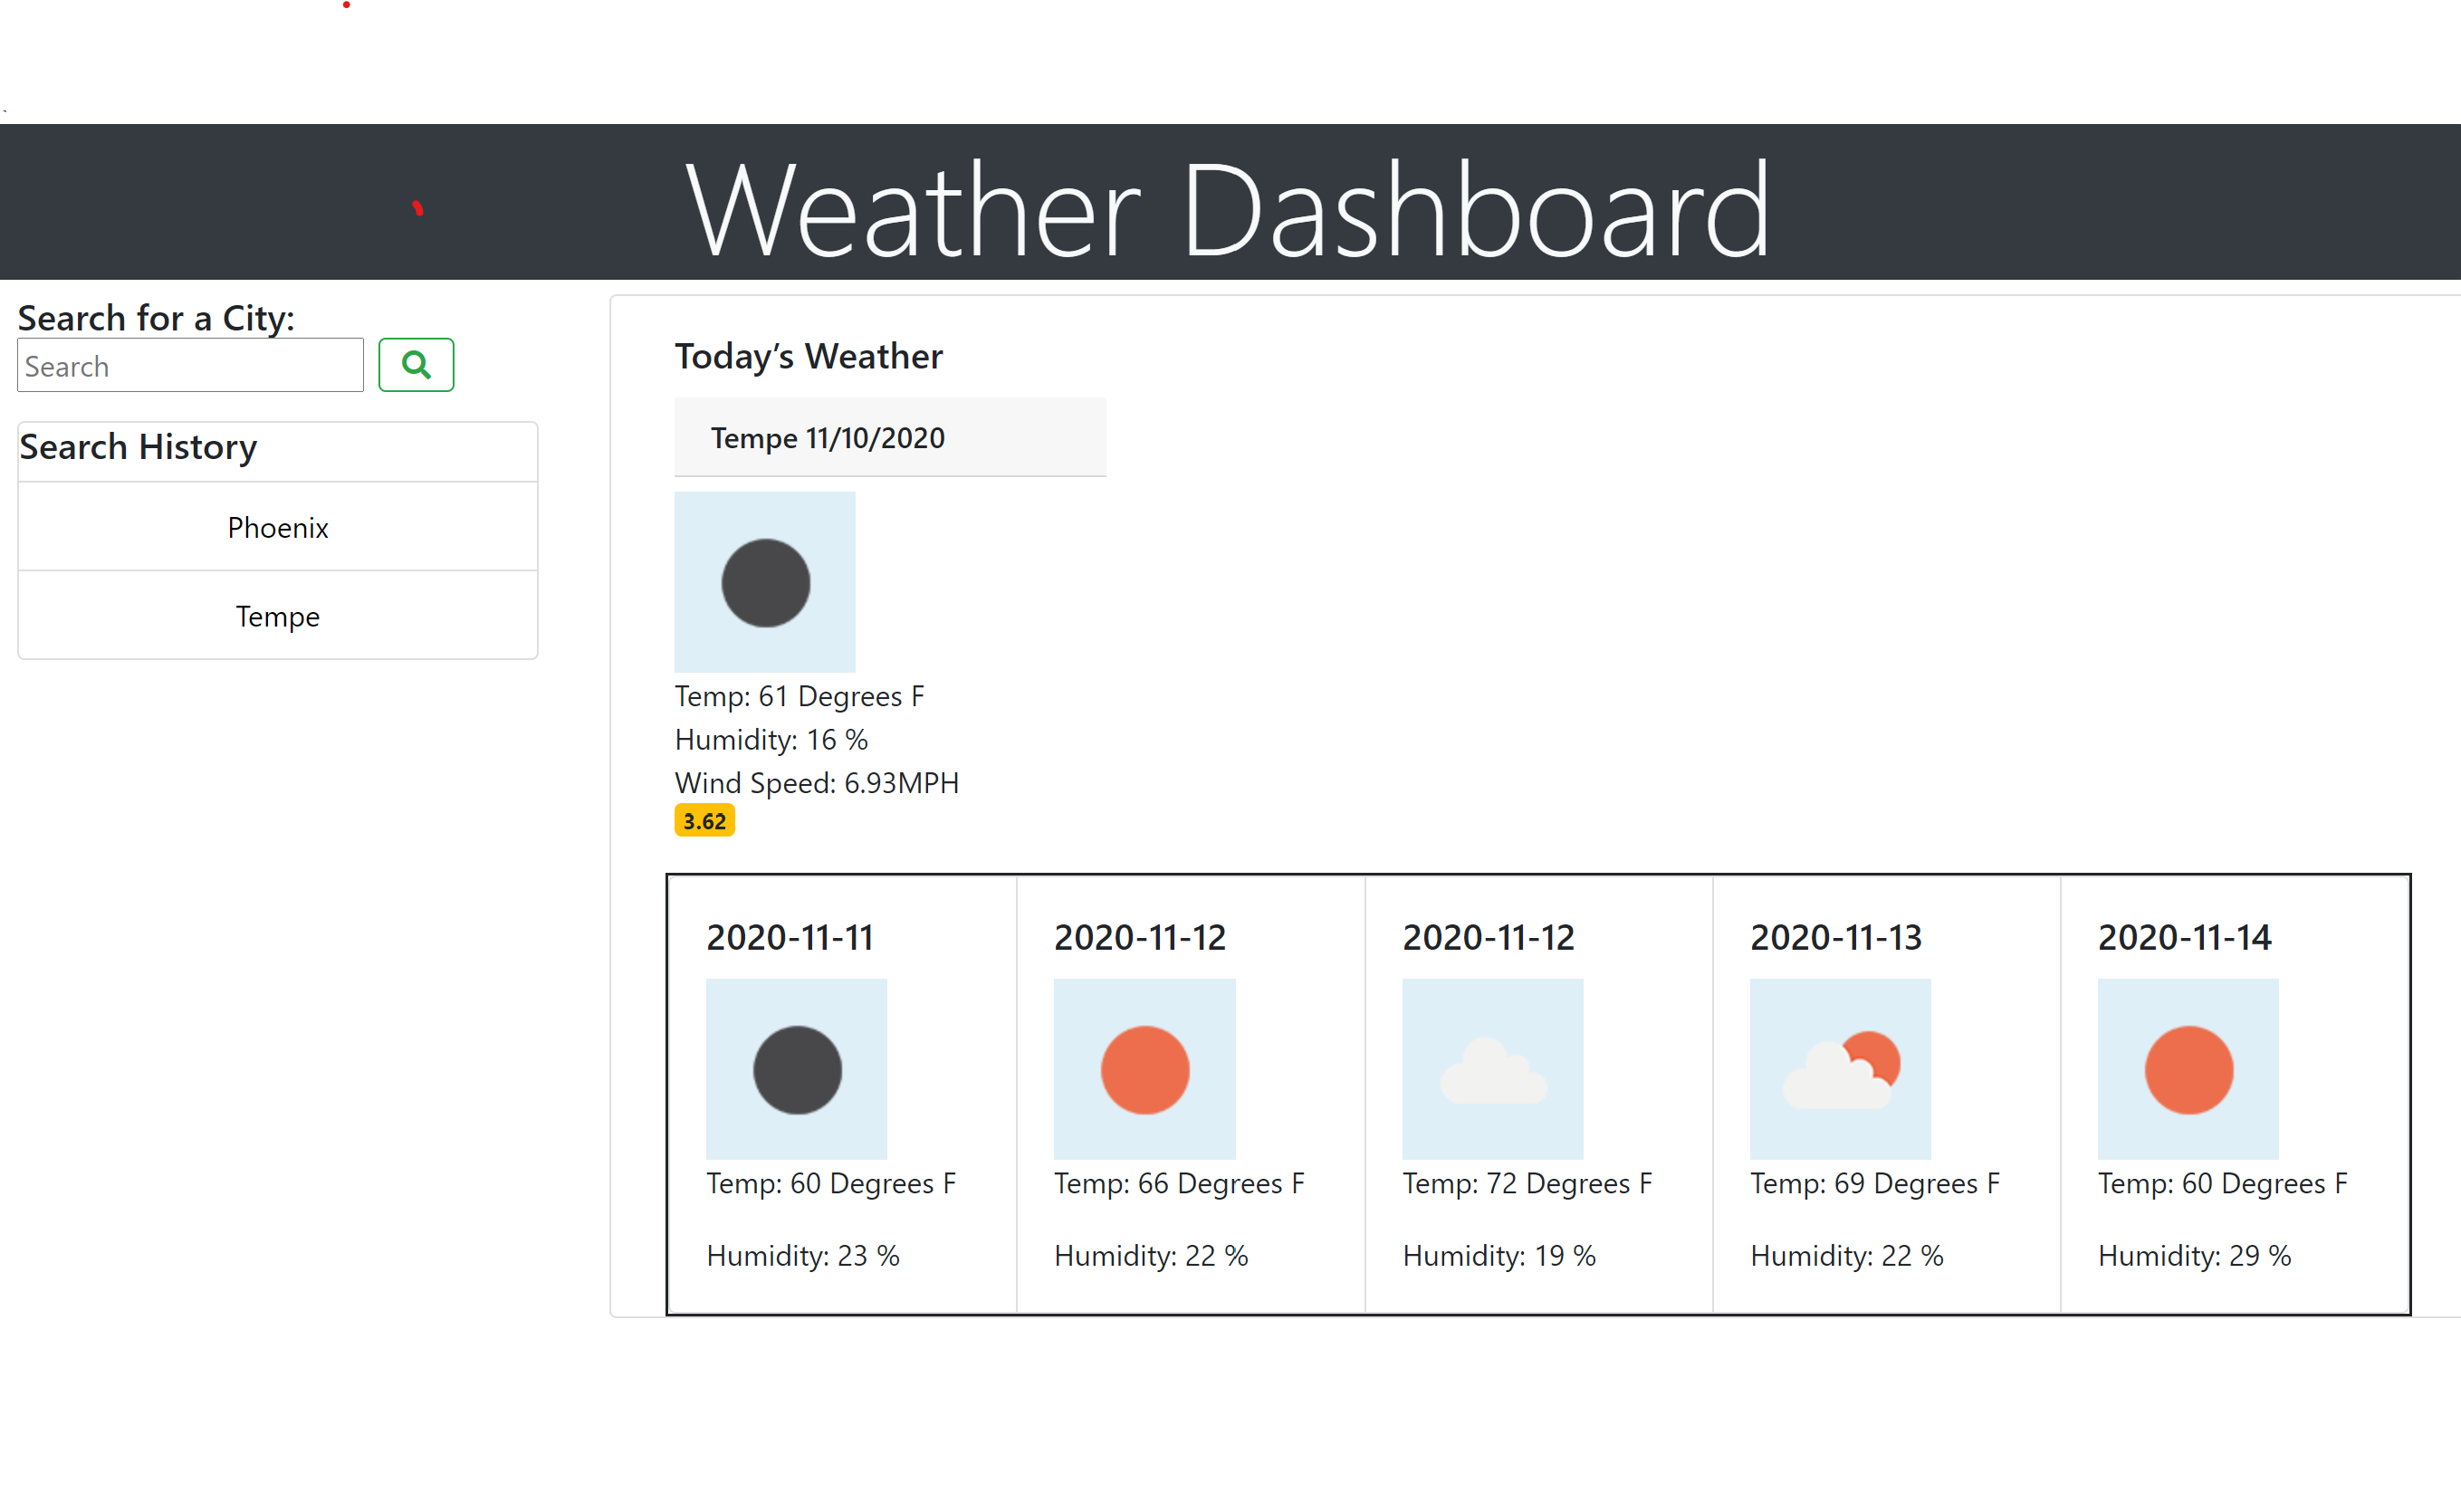 Weather Dashboard
Search for a City:
Search
Search History
Phoenix
Tempe
Today’s Weather
Tempe 11/10/2020
Temp: 61 Degrees F
Humidity: 16 %
Wind Speed: 6.93MPH
3.62
2020-11-11
Temp: 60 Degrees F
Humidity: 23 %
2020-11-12
Temp: 66 Degrees F
Humidity: 22 %
2020-11-12
Temp: 72 Degrees F
Humidity: 19 %
2020-11-13
Temp: 69 Degrees F
Humidity: 22 %
2020-11-14
Temp: 60 Degrees F
Humidity: 29 %